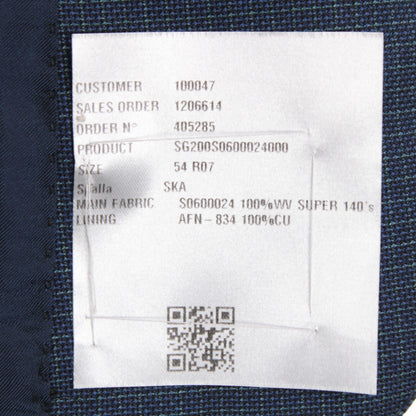 CUSTOMER 100047
SALES ORDER 1206614
ORDER N° 405285
PRODUCT SG200S0600024000
SIZE 54 R07
Spalla SKA
MAIN FABRIC S0600024 100%WV SUPER 140's
LINING AFN-834 100%CU